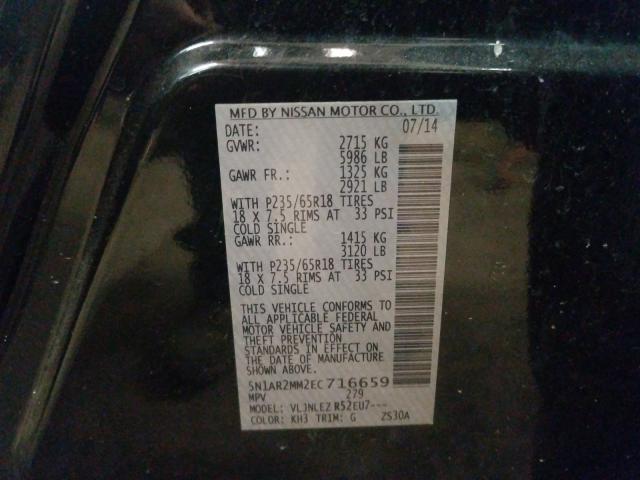 MFD BY NISSAN MOTOR CO., LTD.
DATE: 07/14
GVWR: 2715 KG
5986 LB
GAWR FR.: 1325 KG
2921 LB
WITH P235/65R18 TIRES
18 X 7.5 RIMS AT 33 PSI
COLD SINGLE
GAWR RR.: 1415 KG
3120 LB
WITH P235/65R18 TIRES
18 X 7.5 RIMS AT 33 PSI
COLD SINGLE
THIS VEHICLE CONFORMS TO
ALL APPLICABLE FEDERAL
MOTOR VEHICLE SAFETY AND
THEFT PREVENTION
STANDARDS IN EFFECT ON
THE DATE OF MANUFACTURE
SHOWN ABOVE.
5N1AR2MM2EC716659
MPV 279
MODEL: VLJNLEZ R52EU7---
COLOR: KH3 TRIM: G ZS30A